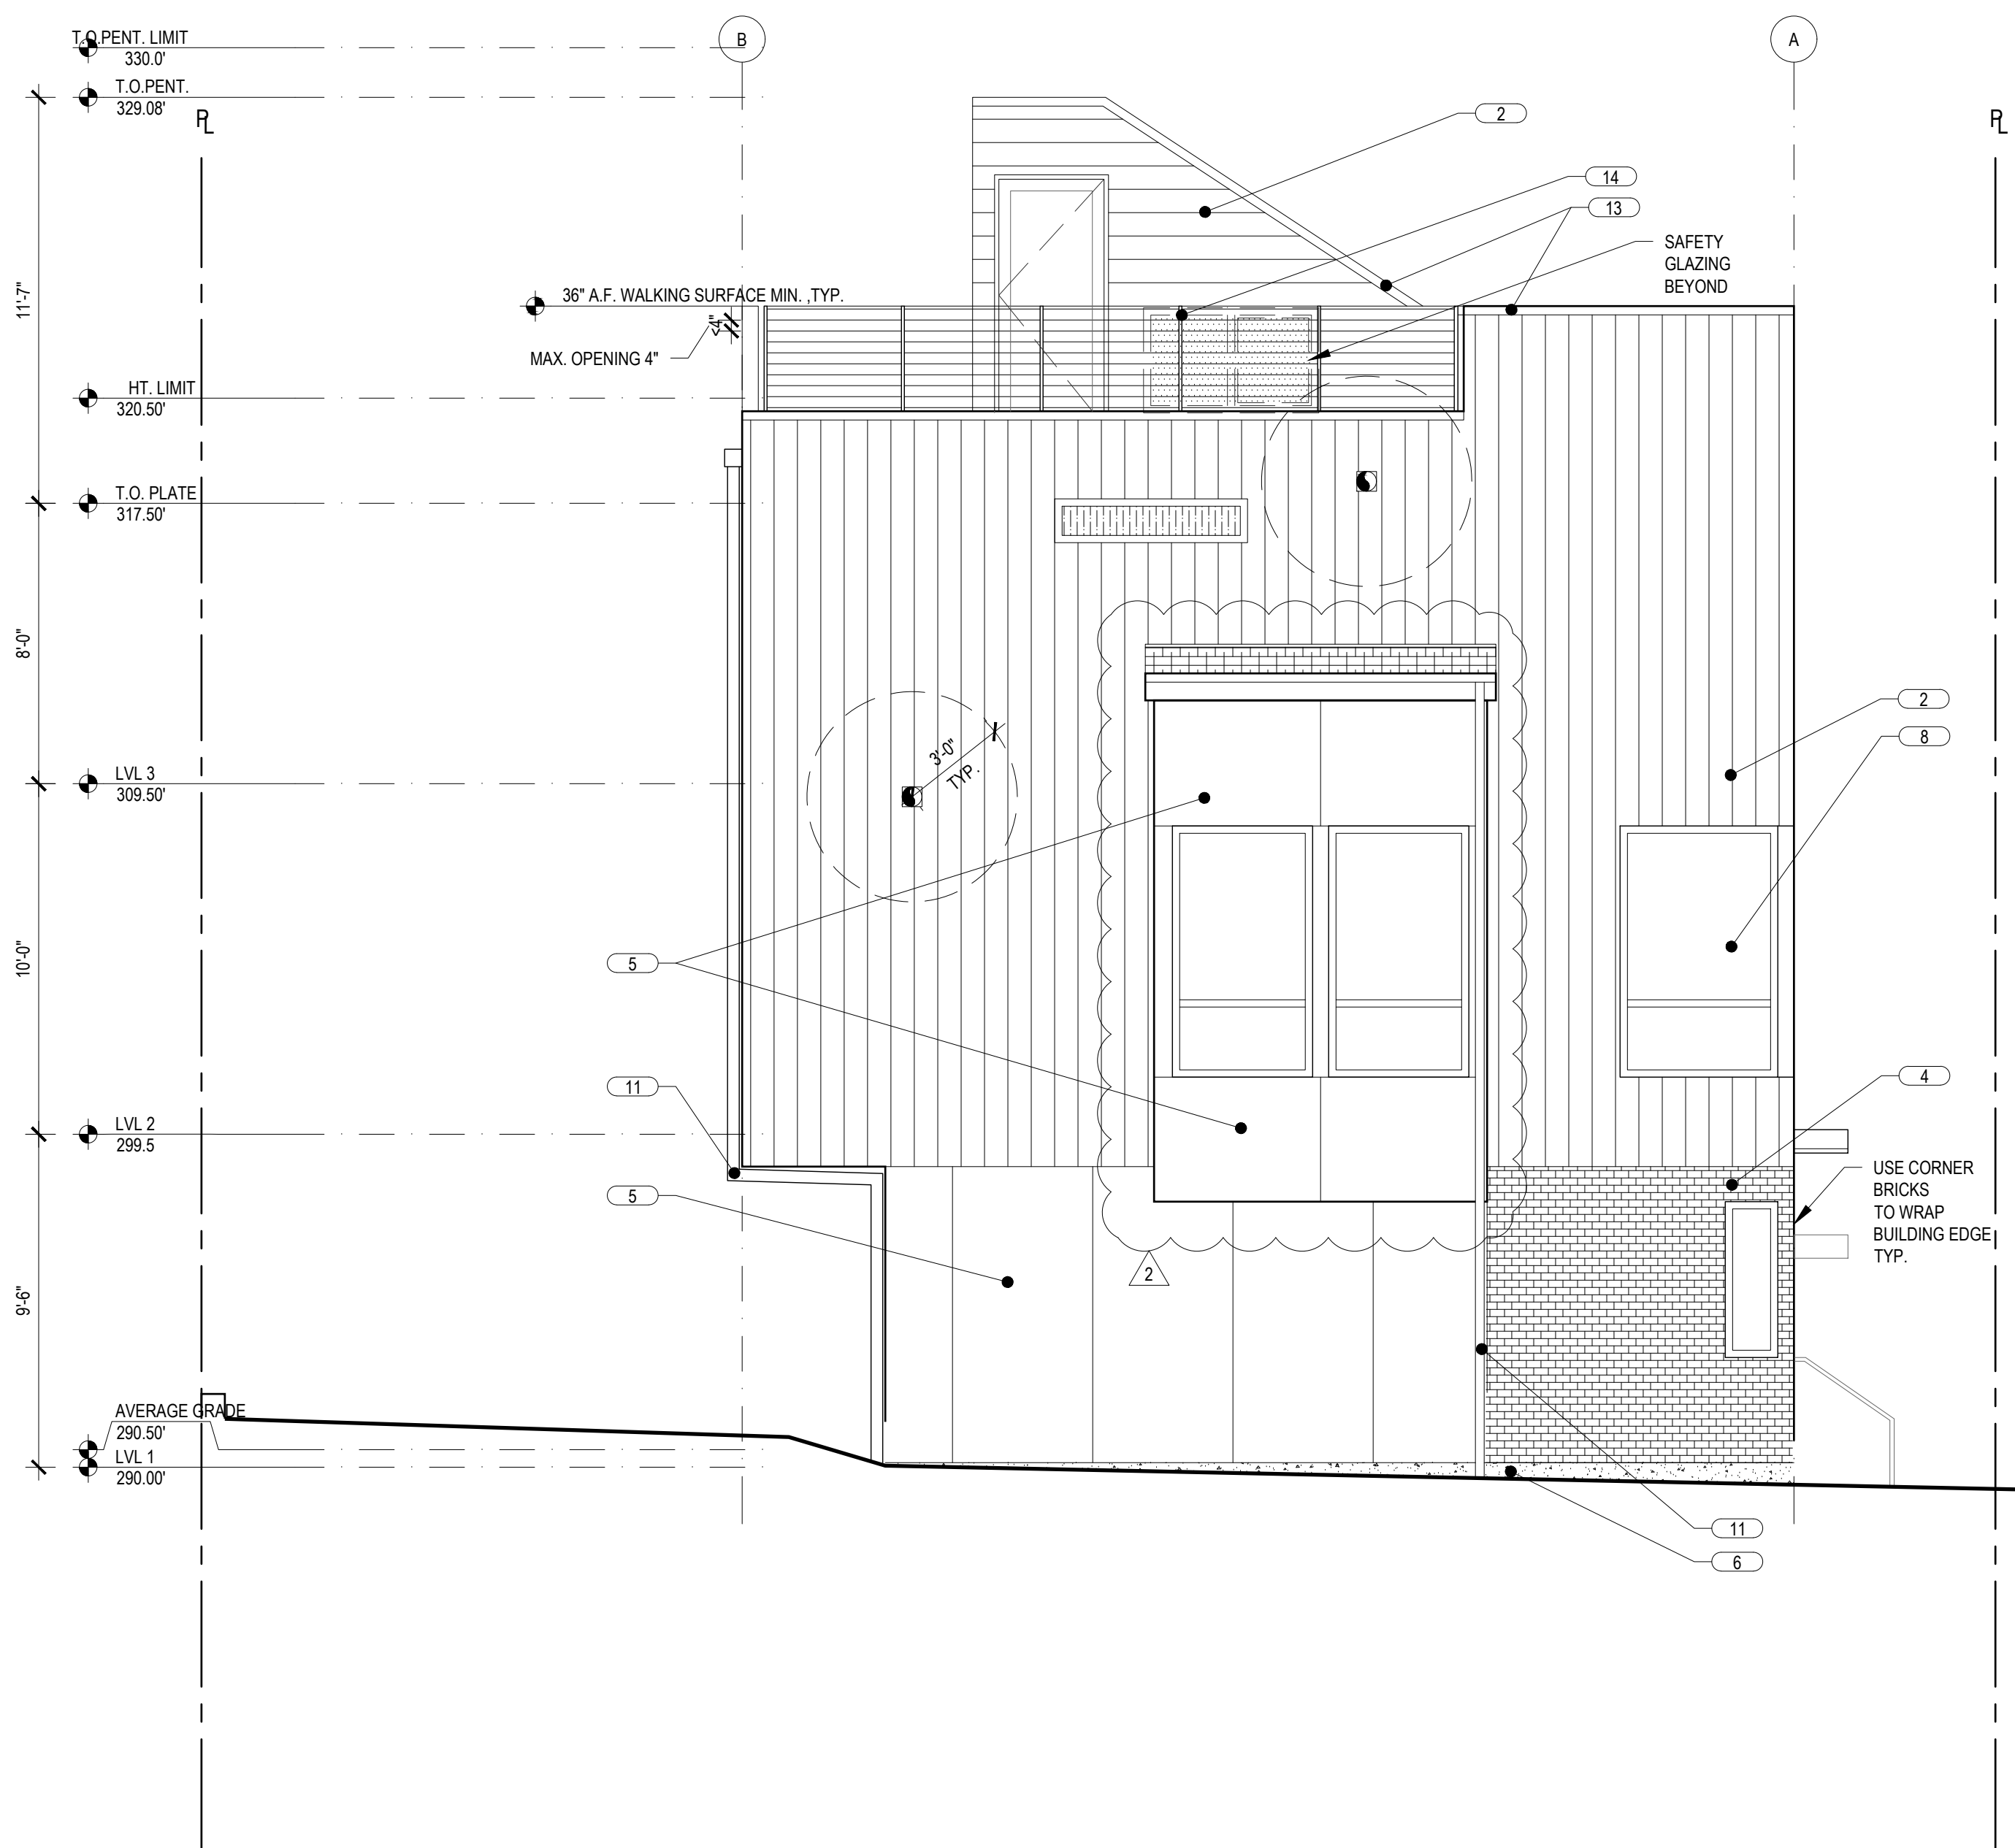 T.O.PENT. LIMIT
330.0'
T.O.PENT.
329.08'
B
A
PL
PL
2
14
13
SAFETY
GLAZING
BEYOND
36" A.F. WALKING SURFACE MIN. ,TYP.
<4"
MAX. OPENING 4"
11'-7"
HT. LIMIT
320.50'
T.O. PLATE
317.50'
8'-0"
2
8
3'-0"
TYP.
LVL 3
309.50'
5
10'-0"
11
4
LVL 2
299.5
5
USE CORNER
BRICKS
TO WRAP
BUILDING EDGE
TYP.
2
9'-6"
AVERAGE GRADE
290.50'
LVL 1
290.00'
11
6